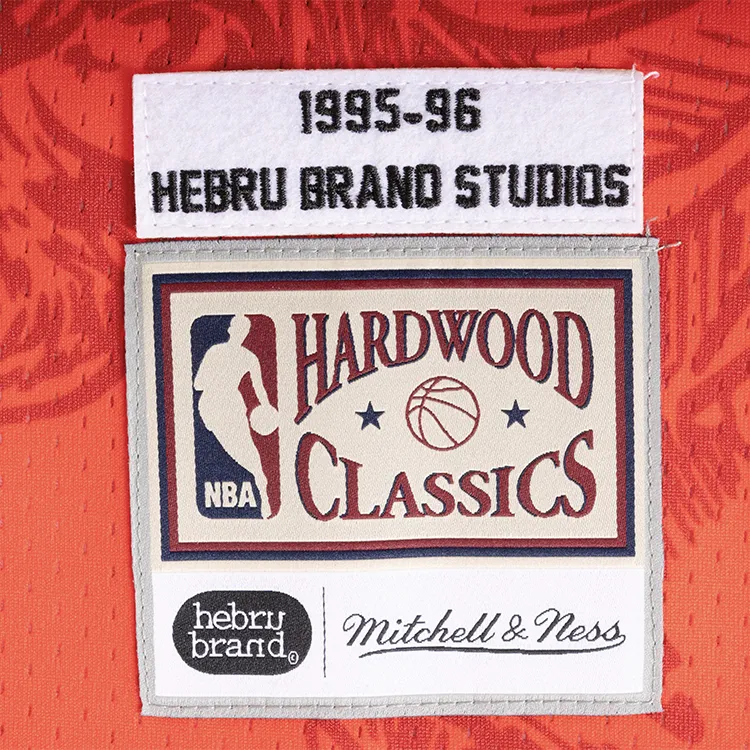 1995-96
HEBRU BRAND STUDIOS
HARDWOOD
CLASSICS
NBA
hebru
brand©
Mitchell & Ness